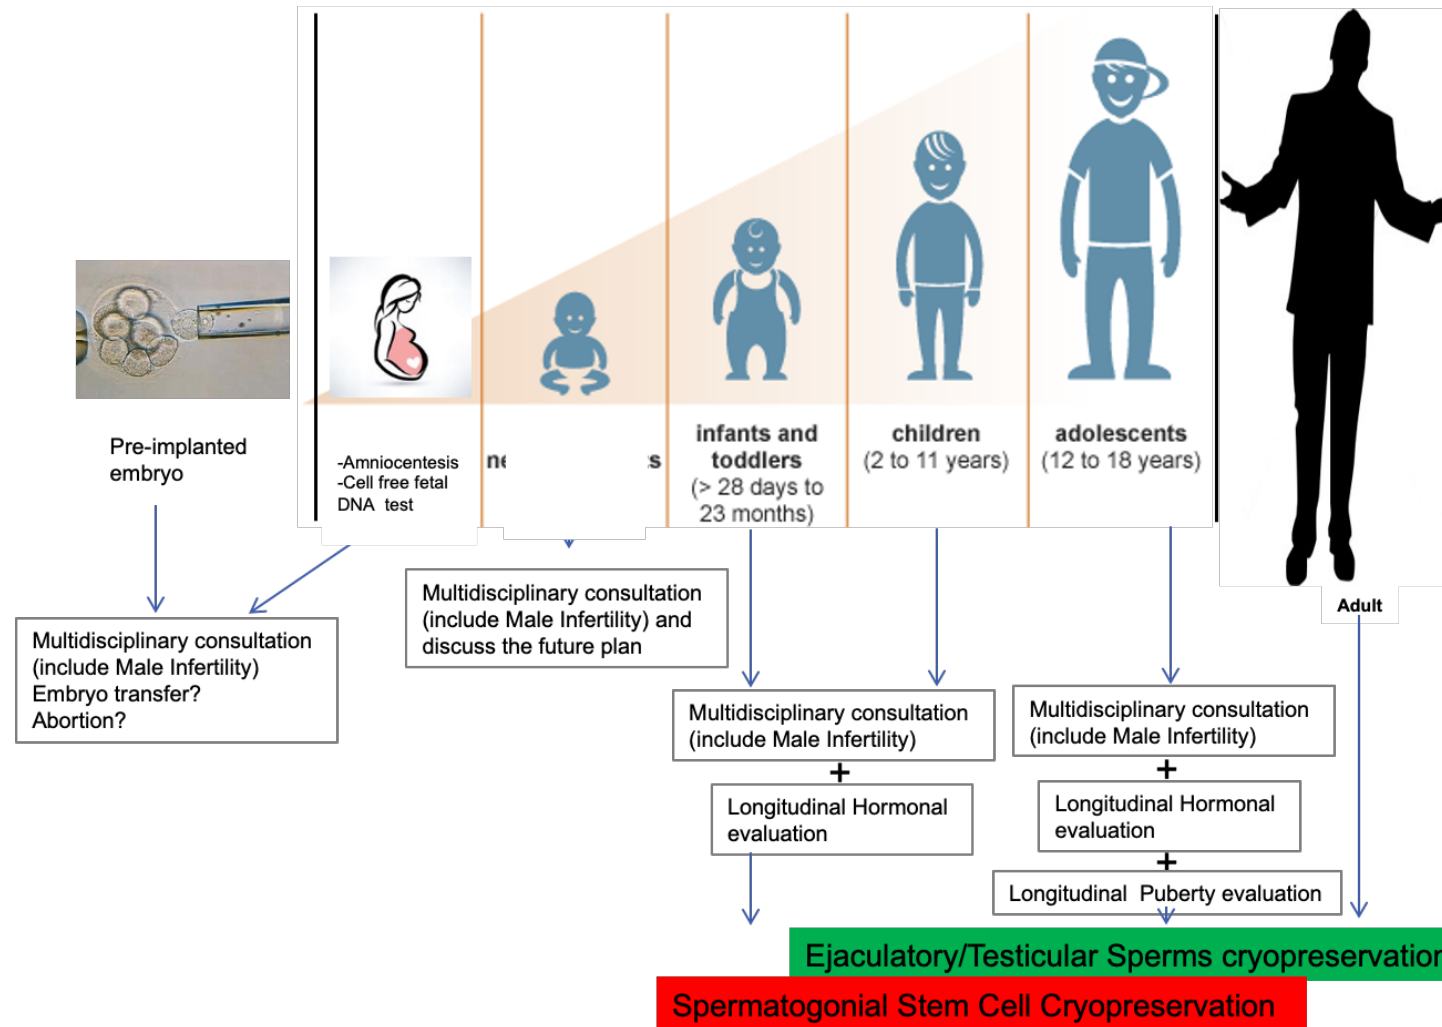 Pre-implanted
embryo
-Amniocentesis
-Cell free fetal
DNA  test
infants and
toddlers
(> 28 days to
23 months)
children
(2 to 11 years)
adolescents
(12 to 18 years)
Adult
Multidisciplinary consultation
(include Male Infertility)
Embryo transfer?
Abortion?
Multidisciplinary consultation
(include Male Infertility) and
discuss the future plan
Multidisciplinary consultation
(include Male Infertility)
+
Longitudinal Hormonal
evaluation
Multidisciplinary consultation
(include Male Infertility)
+
Longitudinal Hormonal
evaluation
+
Longitudinal  Puberty evaluation
Ejaculatory/Testicular Sperms cryopreservation
Spermatogonial Stem Cell Cryopreservation